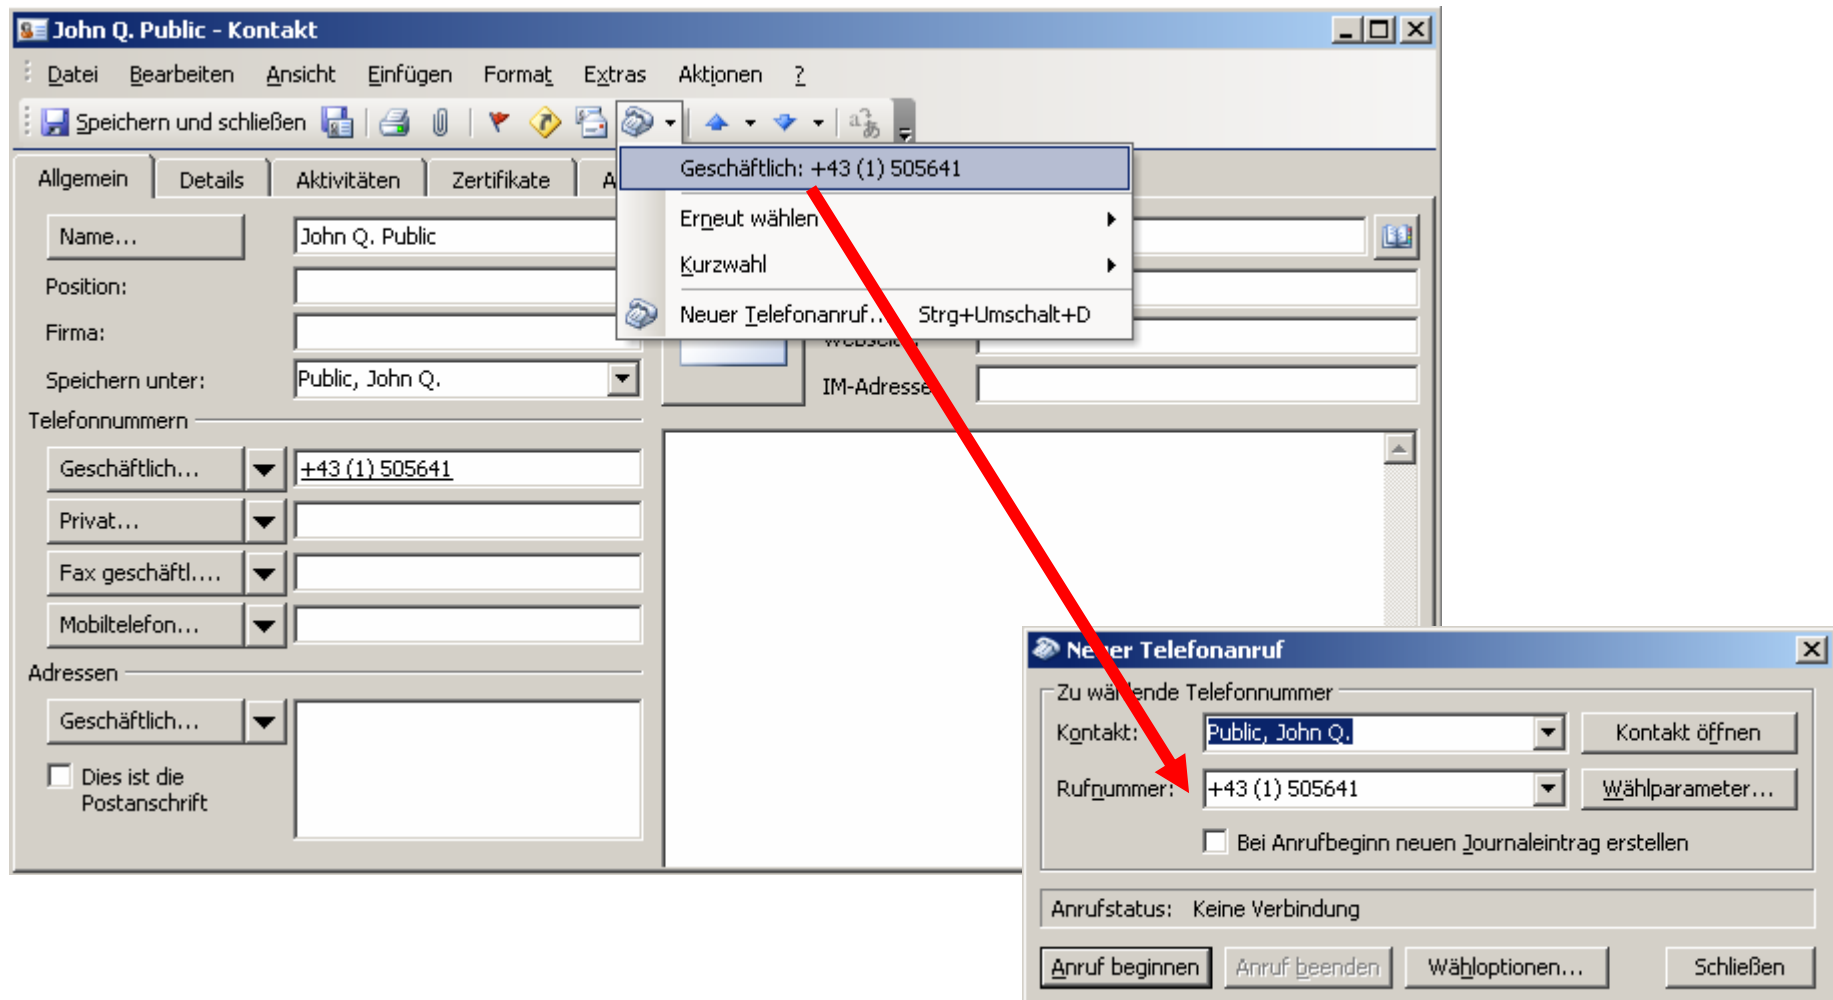 John Q. Public - Kontakt
Datei Bearbeiten Ansicht Einfügen Format Extras Aktionen ?
Speichern und schließen
Allgemein Details Aktivitäten Zertifikate A
Geschäftlich: +43 (1) 505641
Erneut wählen
Kurzwahl
Neuer Telefonanruf... Strg+Umschalt+D
Name... John Q. Public
Position:
Firma:
Speichern unter: Public, John Q.
IM-Adresse
Telefonnummern
Geschäftlich... +43 (1) 505641
Privat...
Fax geschäftl....
Mobiltelefon...
Adressen
Geschäftlich...
Dies ist die
Postanschrift
Neuer Telefonanruf
Zu wählende Telefonnummer
Kontakt: Public, John Q. Kontakt öffnen
Rufnummer: +43 (1) 505641 Wählparameter...
Bei Anrufbeginn neuen Journaleintrag erstellen
Anrufstatus: Keine Verbindung
Anruf beginnen Anruf beenden Wähloptionen... Schließen